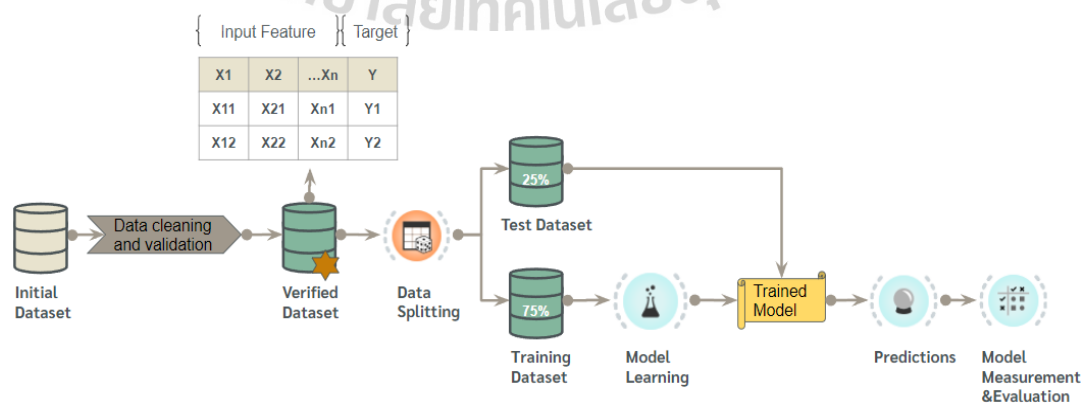 { Input Feature }{ Target }
X1 X2 ...Xn Y
X11 X21 Xn1 Y1
X12 X22 Xn2 Y2
25%
Test Dataset
Data cleaning
and validation
Initial
Dataset
Verified
Dataset
Data
Splitting
75%
Training
Dataset
Model
Learning
Trained
Model
Predictions
Model
Measurement
&Evaluation